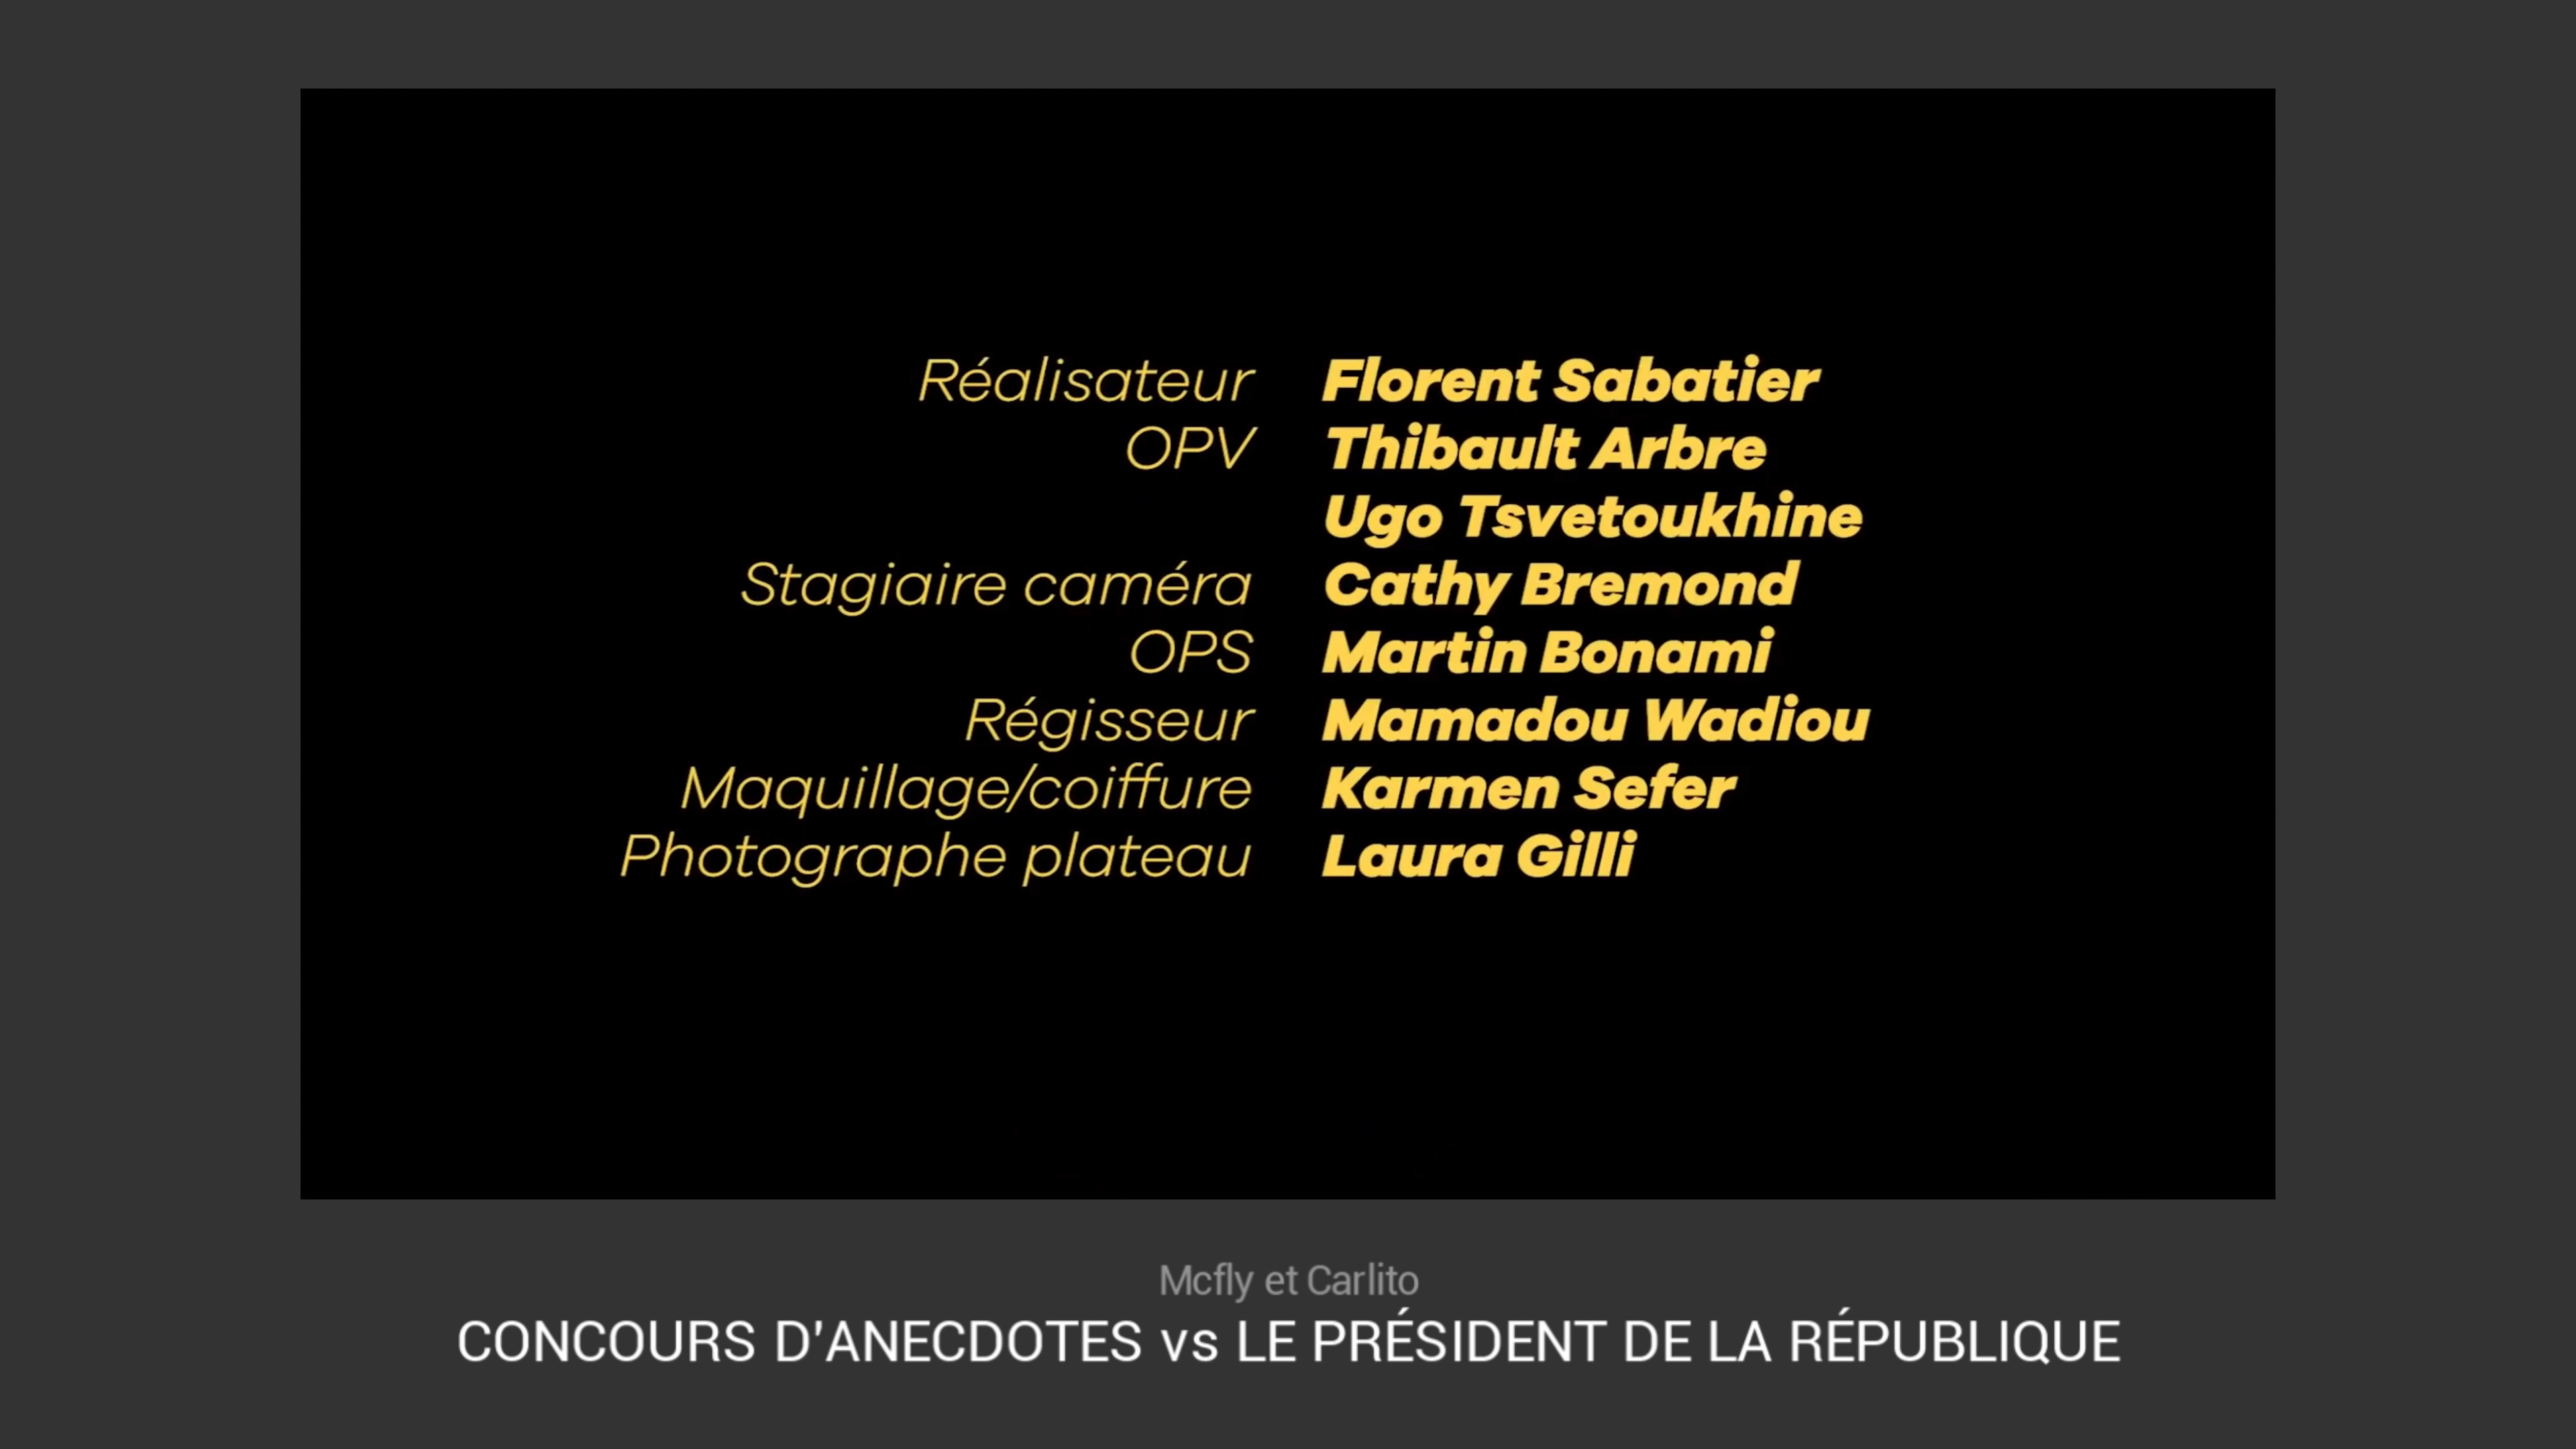 Réalisateur Florent Sabatier
OPV Thibault Arbre
Ugo Tsvetoukhine
Stagiaire caméra Cathy Bremond
OPS Martin Bonami
Régisseur Mamadou Wadiou
Maquillage/coiffure Karmen Sefer
Photographe plateau Laura Gilli
Mcfly et Carlito
CONCOURS D'ANECDOTES vs LE PRÉSIDENT DE LA RÉPUBLIQUE